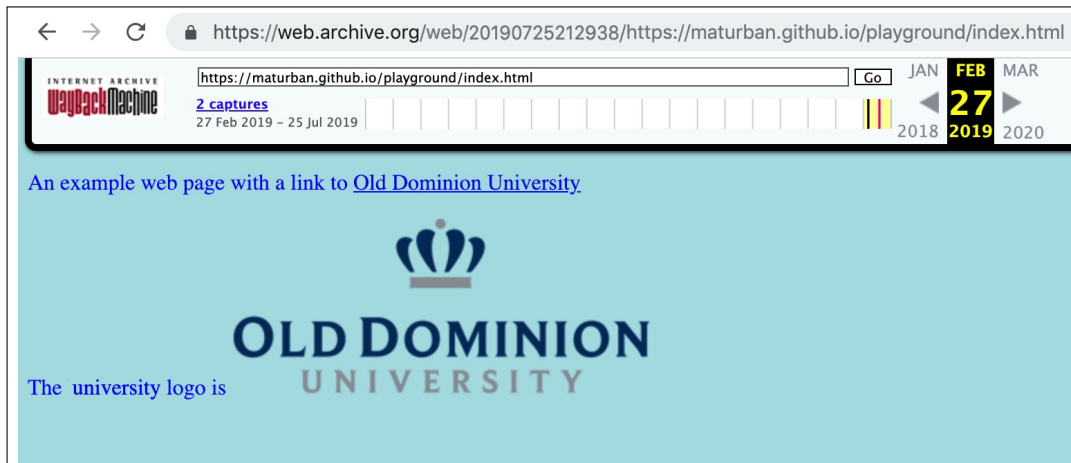 https://web.archive.org/web/20190725212938/https://maturban.github.io/playground/index.html
INTERNET ARCHIVE
WayBackMachine
https://maturban.github.io/playground/index.html
Go
2 captures
27 Feb 2019 – 25 Jul 2019
JAN FEB MAR
27
2018 2019 2020
An example web page with a link to Old Dominion University
OLD DOMINION
UNIVERSITY
The university logo is